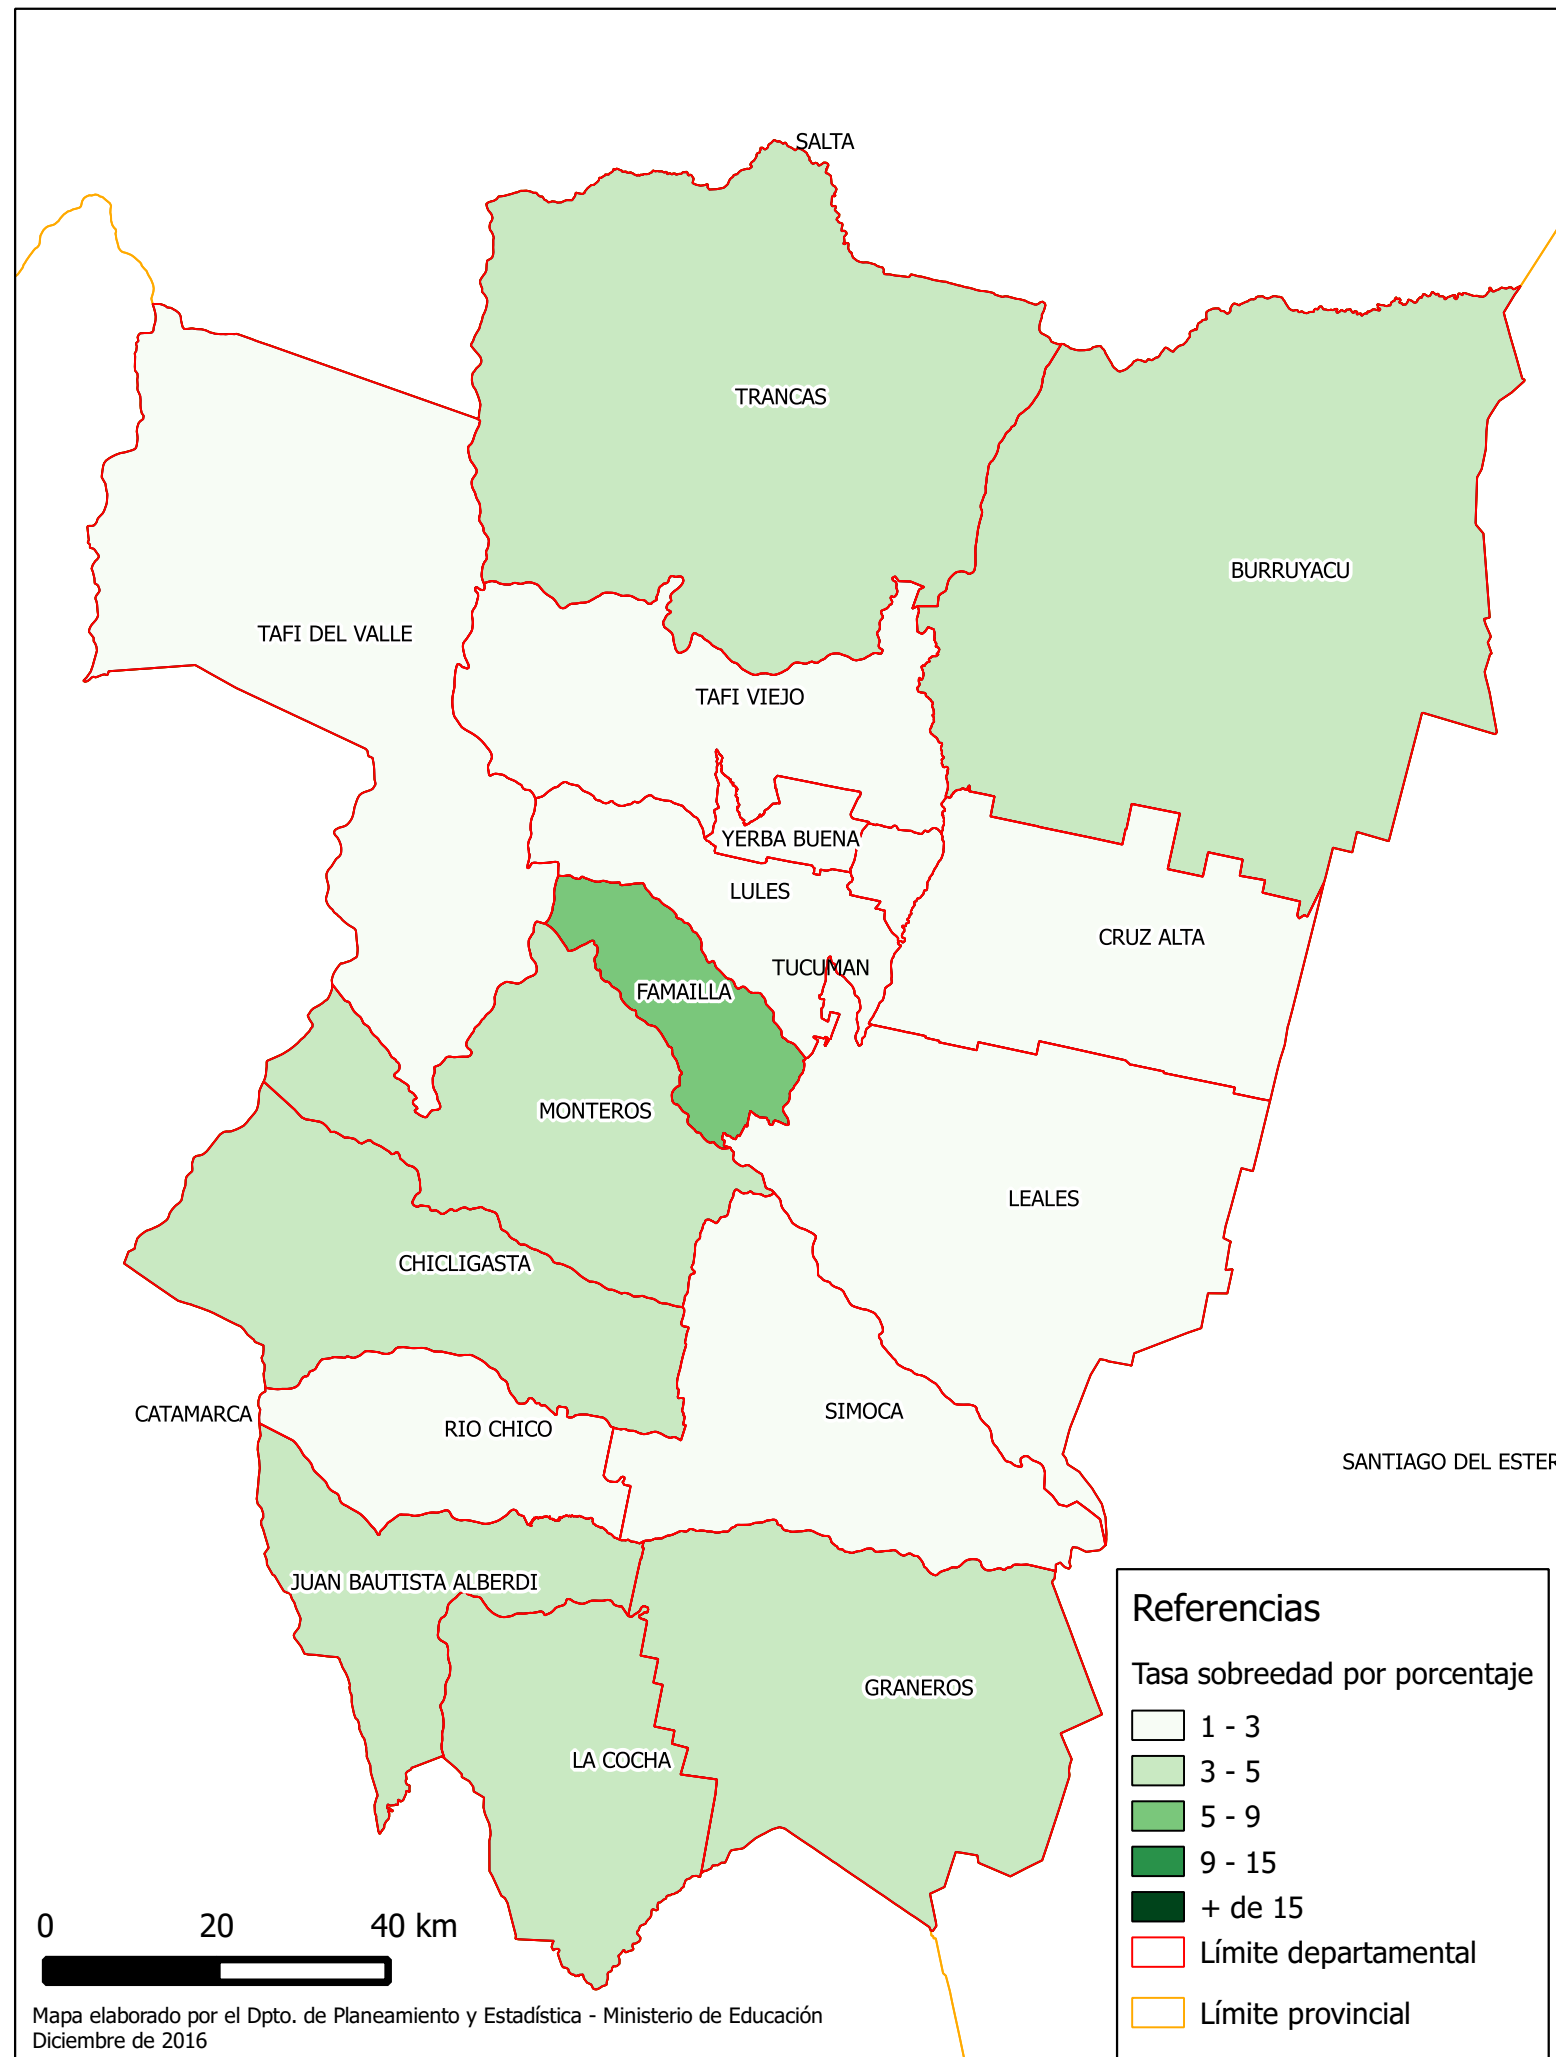 SALTA
TRANCAS
BURRUYACU
TAFI DEL VALLE
TAFI VIEJO
YERBA BUENA
LULES
CRUZ ALTA
TUCUMAN
FAMAILLA
MONTEROS
LEALES
CHICLIGASTA
SIMOCA
CATAMARCA
RIO CHICO
SANTIAGO DEL ESTER
JUAN BAUTISTA ALBERDI
GRANEROS
LA COCHA
Referencias
Tasa sobreedad por porcentaje
1 - 3
3 - 5
5 - 9
9 - 15
+ de 15
Límite departamental
Límite provincial
0 20 40 km
Mapa elaborado por el Dpto. de Planeamiento y Estadística - Ministerio de Educación
Diciembre de 2016